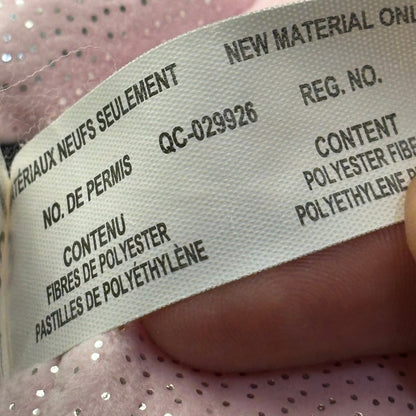 MATÉRIAUX NEUFS SEULEMENT
NEW MATERIAL ONL
NO. DE PERMIS QC-029926 REG. NO.
CONTENU
FIBRES DE POLYESTER
PASTILLES DE POLYÉTHYLÈNE
CONTENT
POLYESTER FIBE
POLYETHYLENE P